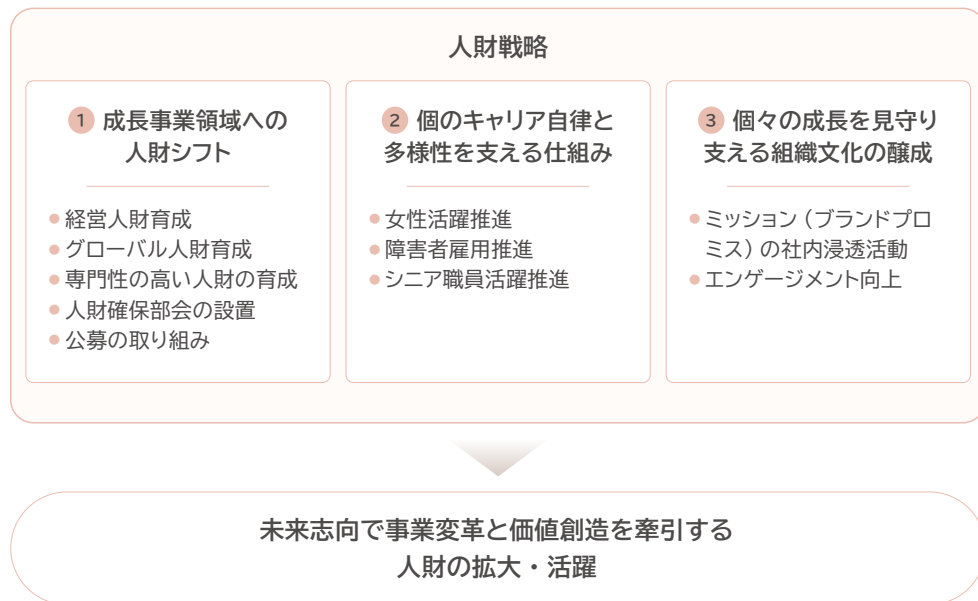 人財戦略
1 成長事業領域への
人財シフト
● 経営人財育成
● グローバル人財育成
● 専門性の高い人財の育成
● 人財確保部会の設置
● 公募の取り組み
2 個のキャリア自律と
多様性を支える仕組み
● 女性活躍推進
● 障害者雇用推進
● シニア職員活躍推進
3 個々の成長を見守り
支える組織文化の醸成
● ミッション（ブランドプロ
ミス）の社内浸透活動
● エンゲージメント向上
未来志向で事業変革と価値創造を牽引する
人財の拡大・活躍